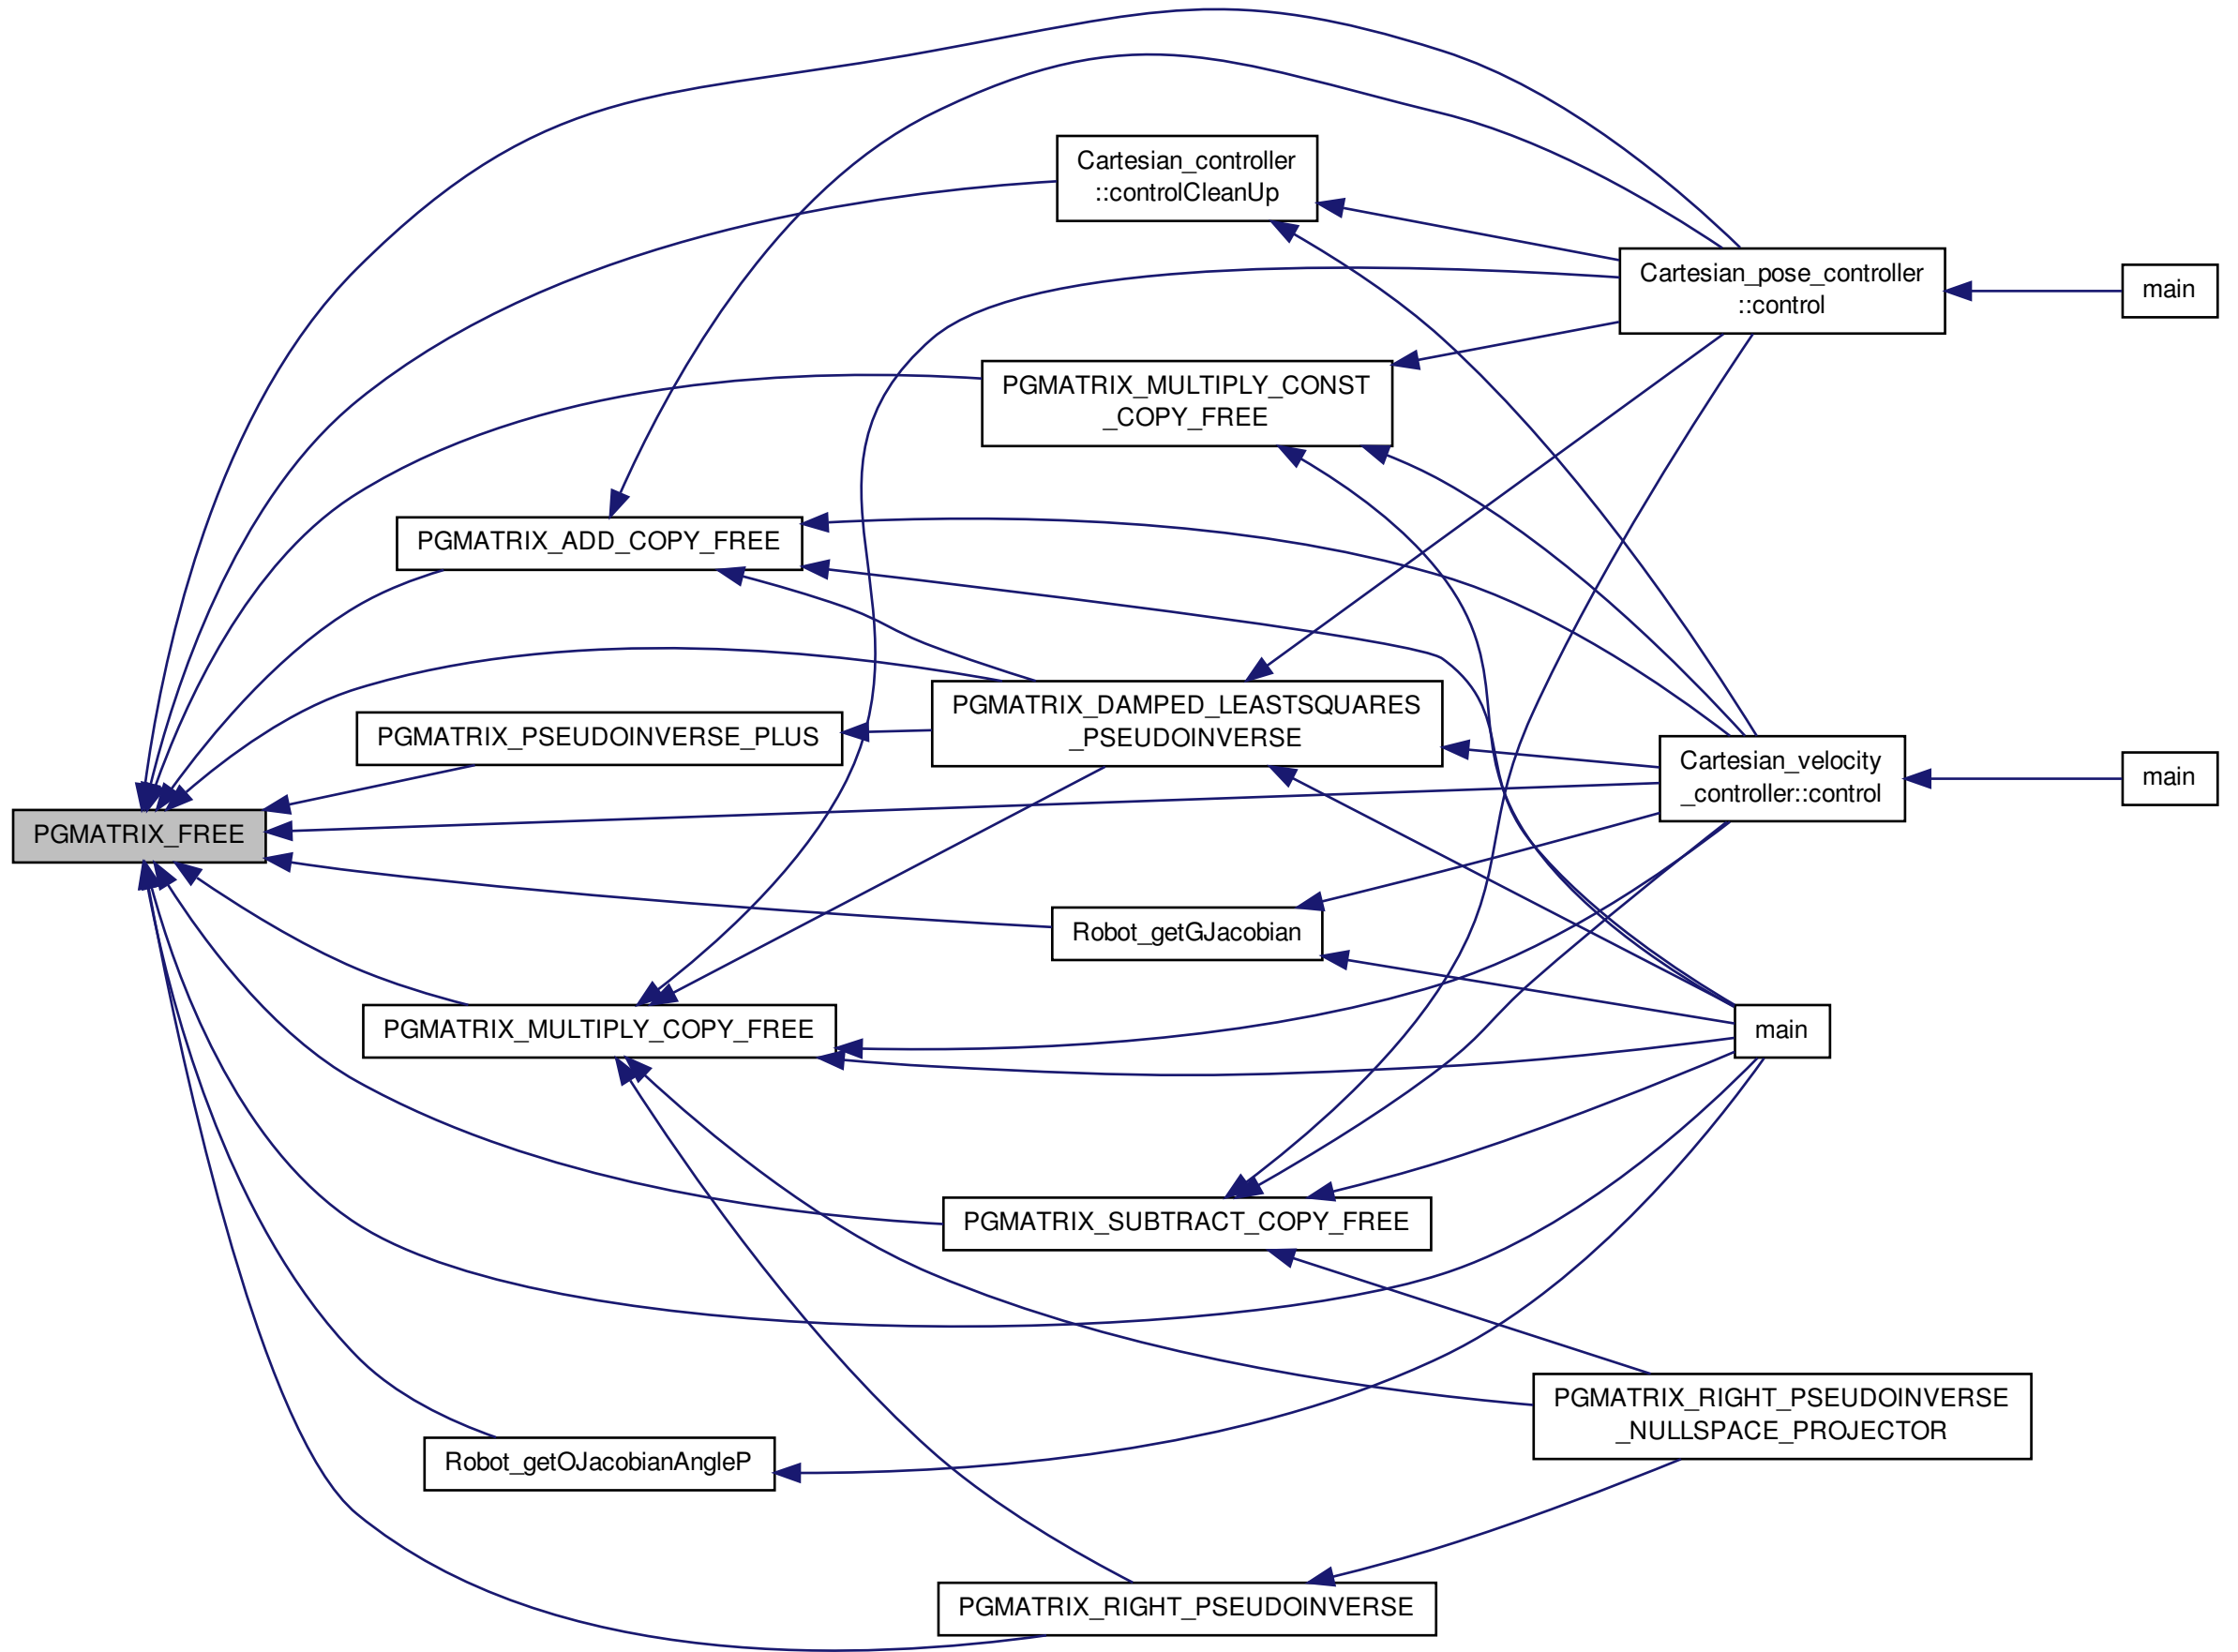 Cartesian_controller
::controlCleanUp
Cartesian_pose_controller
::control
main
PGMATRIX_MULTIPLY_CONST
_COPY_FREE
PGMATRIX_ADD_COPY_FREE
PGMATRIX_DAMPED_LEASTSQUARES
_PSEUDOINVERSE
PGMATRIX_PSEUDOINVERSE_PLUS
Cartesian_velocity
_controller::control
main
PGMATRIX_FREE
Robot_getGJacobian
PGMATRIX_MULTIPLY_COPY_FREE
main
PGMATRIX_SUBTRACT_COPY_FREE
PGMATRIX_RIGHT_PSEUDOINVERSE
_NULLSPACE_PROJECTOR
Robot_getOJacobianAngleP
PGMATRIX_RIGHT_PSEUDOINVERSE